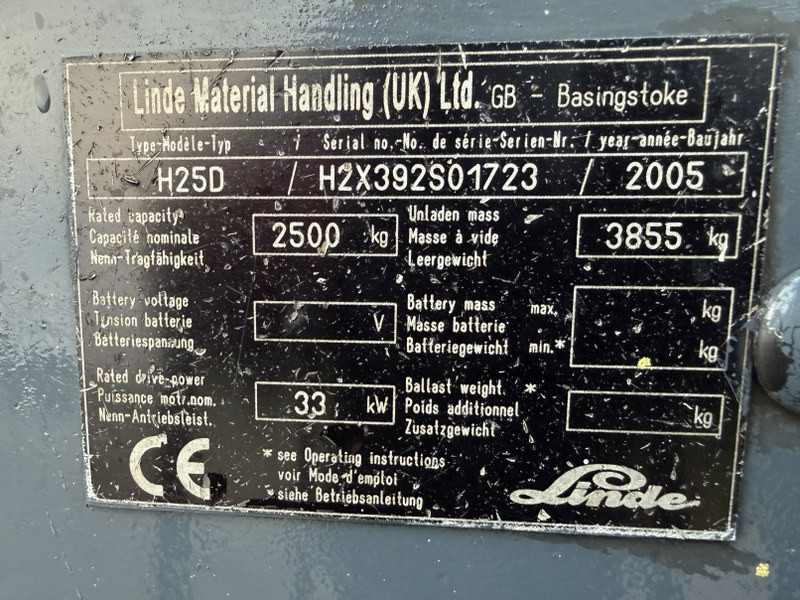 Linde Material Handling (UK) Ltd. GB - Basingstoke
Type-Modèle-Typ / Serial no.-No. de série-Serien-Nr. / year-année-Baujahr
H25D / H2X392S01723 / 2005
Rated capacity
Capacité nominale
Nenn-Tragfähigkeit
2500 kg
Unladen mass
Masse à vide
Leergewicht
3855 kg
Battery voltage
Tension batterie
Batteriespannung
V
Battery mass max.
Masse batterie
Batteriegewicht min.*
kg
kg
Rated drive-power
Puissance mot.nom.
Nenn-Antriebsleist.
33 kW
Ballast weight *
Poids additionnel
Zusatzgewicht
kg
CE
* see Operating instructions
voir Mode d'emploi
siehe Betriebsanleitung
Linde